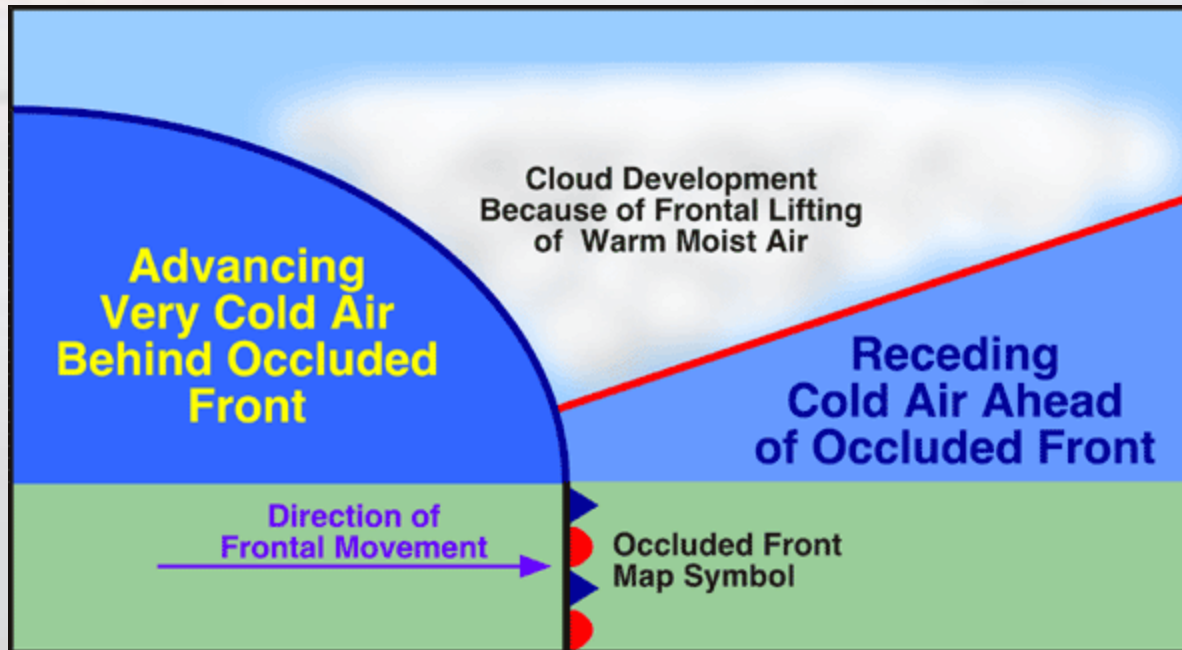 Cloud Development
Because of Frontal Lifting
of Warm Moist Air
Advancing
Very Cold Air
Behind Occluded
Front
Receding
Cold Air Ahead
of Occluded Front
Direction of
Frontal Movement
Occluded Front
Map Symbol